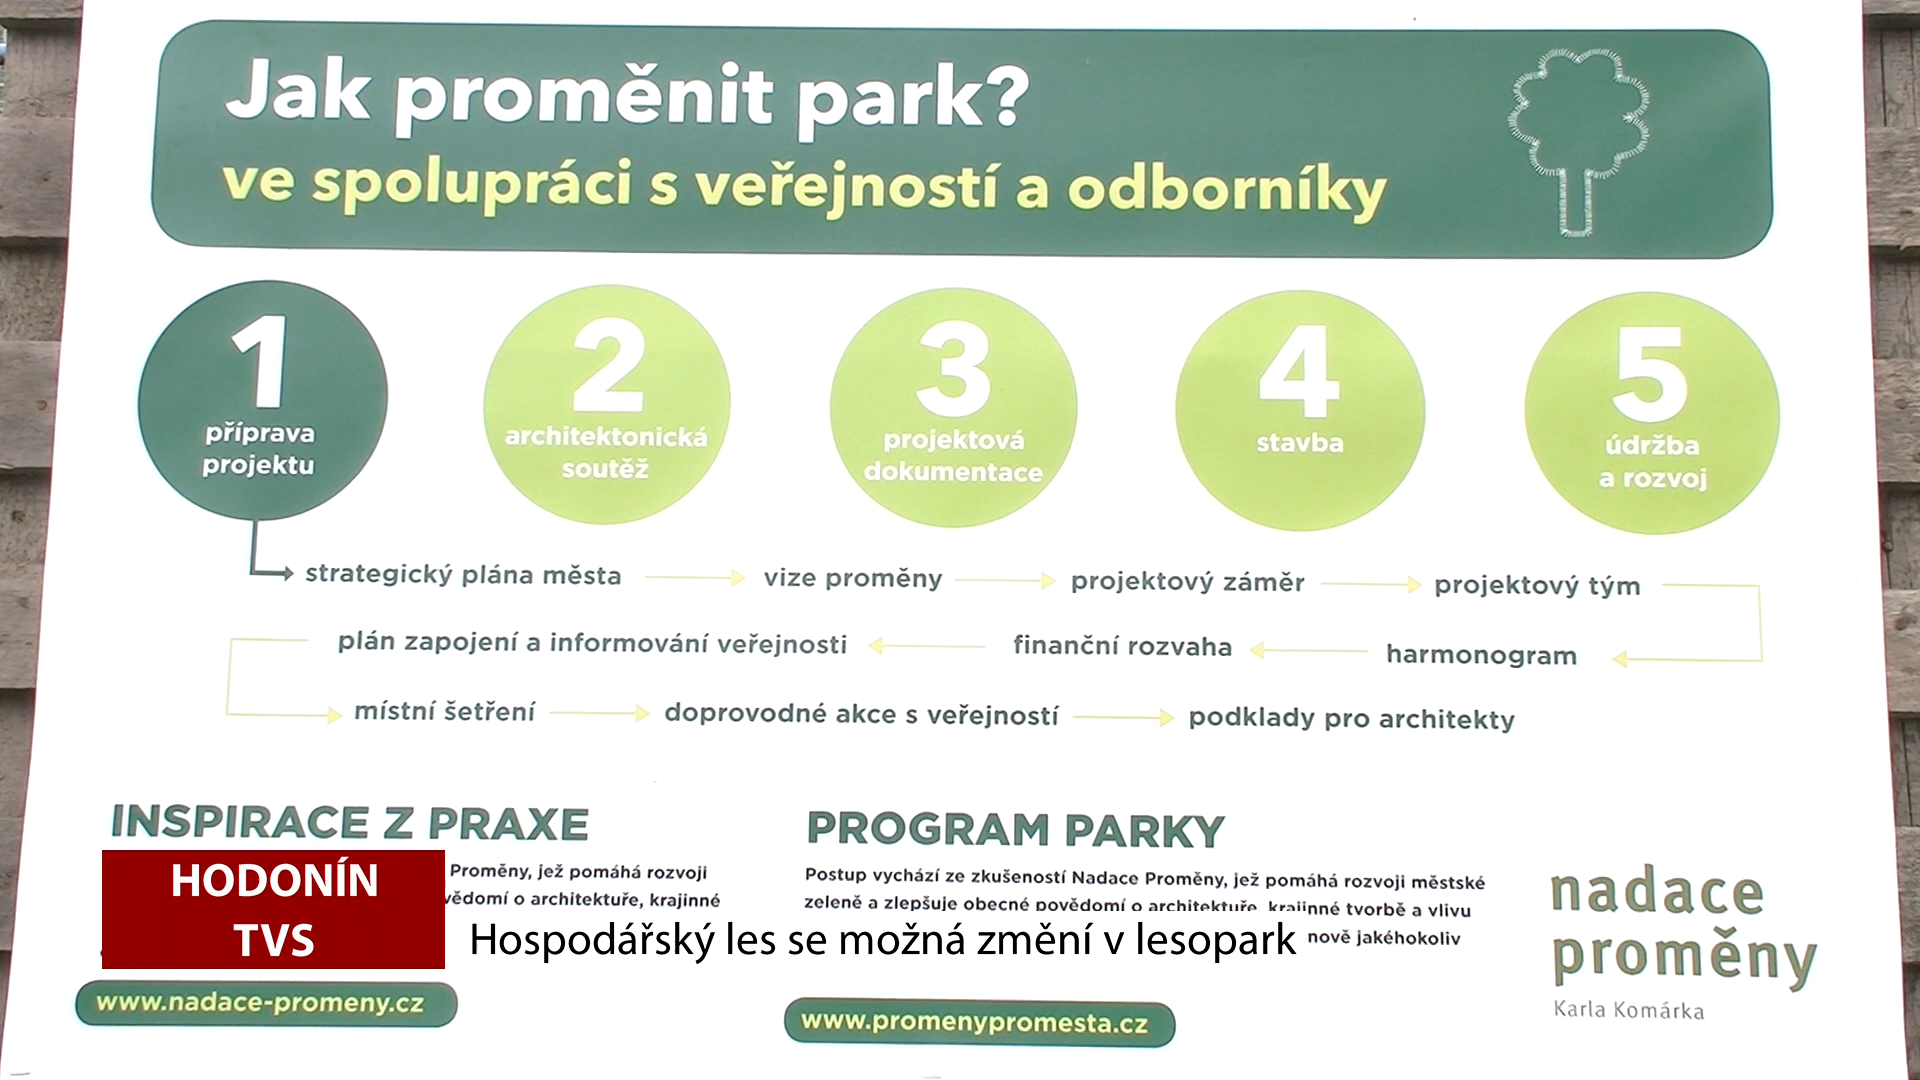 Jak proměnit park?
ve spolupráci s veřejností a odborníky
1
příprava
projektu
2
architektonická
soutěž
3
projektová
dokumentace
4
stavba
5
údržba
a rozvoj
strategický plána města
vize proměny
projektový záměr
projektový tým
harmonogram
finanční rozvaha
plán zapojení a informování veřejnosti
místní šetření
doprovodné akce s veřejností
podklady pro architekty
INSPIRACE Z PRAXE
Proměny, jež pomáhá rozvoji
architektuře, krajinné
www.nadace-promeny.cz
PROGRAM PARKY
Postup vychází ze zkušeností Nadace Proměny, jež pomáhá rozvoji městské
zeleně a zlepšuje obecné povědomí o architektuře, krajinné tvorbě a vlivu
nově jakéhokoliv
www.promenypromesta.cz
nadace
proměny
Karla Komárka
HODONÍN
TVS
Hospodářský les se možná změní v lesopark